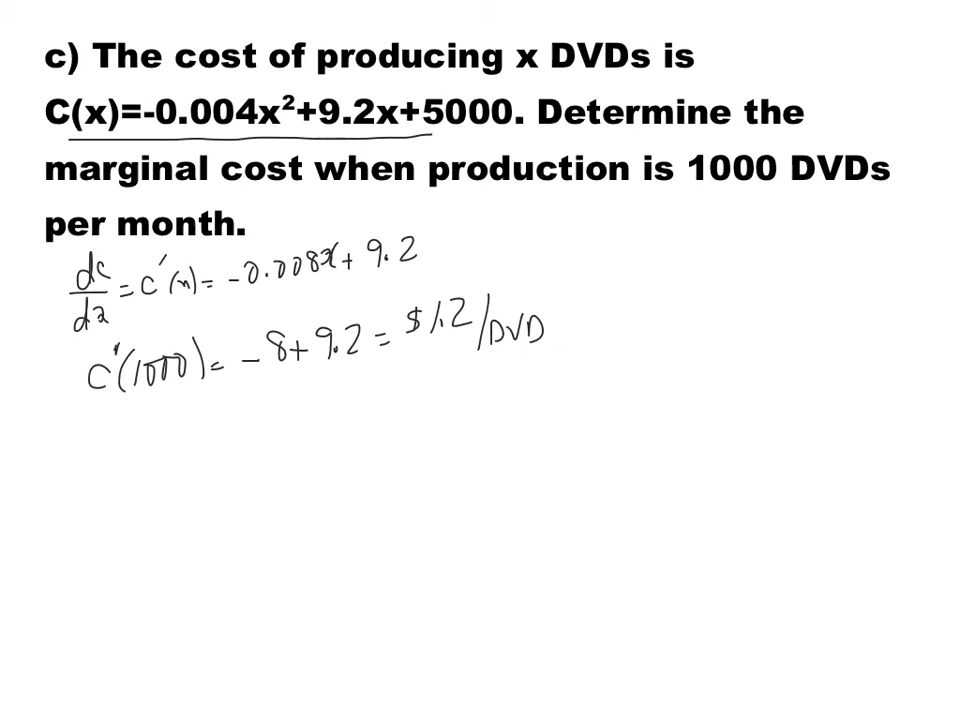 c) The cost of producing x DVDs is
C(x)=-0.004x²+9.2x+5000. Determine the
marginal cost when production is 1000 DVDs
per month.
dc/dx = C'(x) = -0.008x + 9.2
C'(1000) = -8 + 9.2 = $1.2/DVD